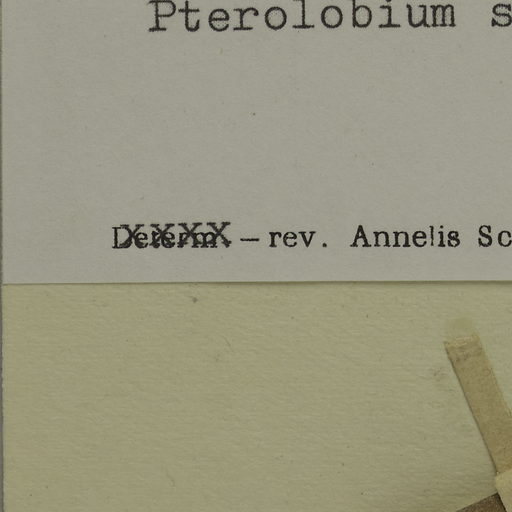 Pterolobium s
Determ. – rev. Annelis Sc